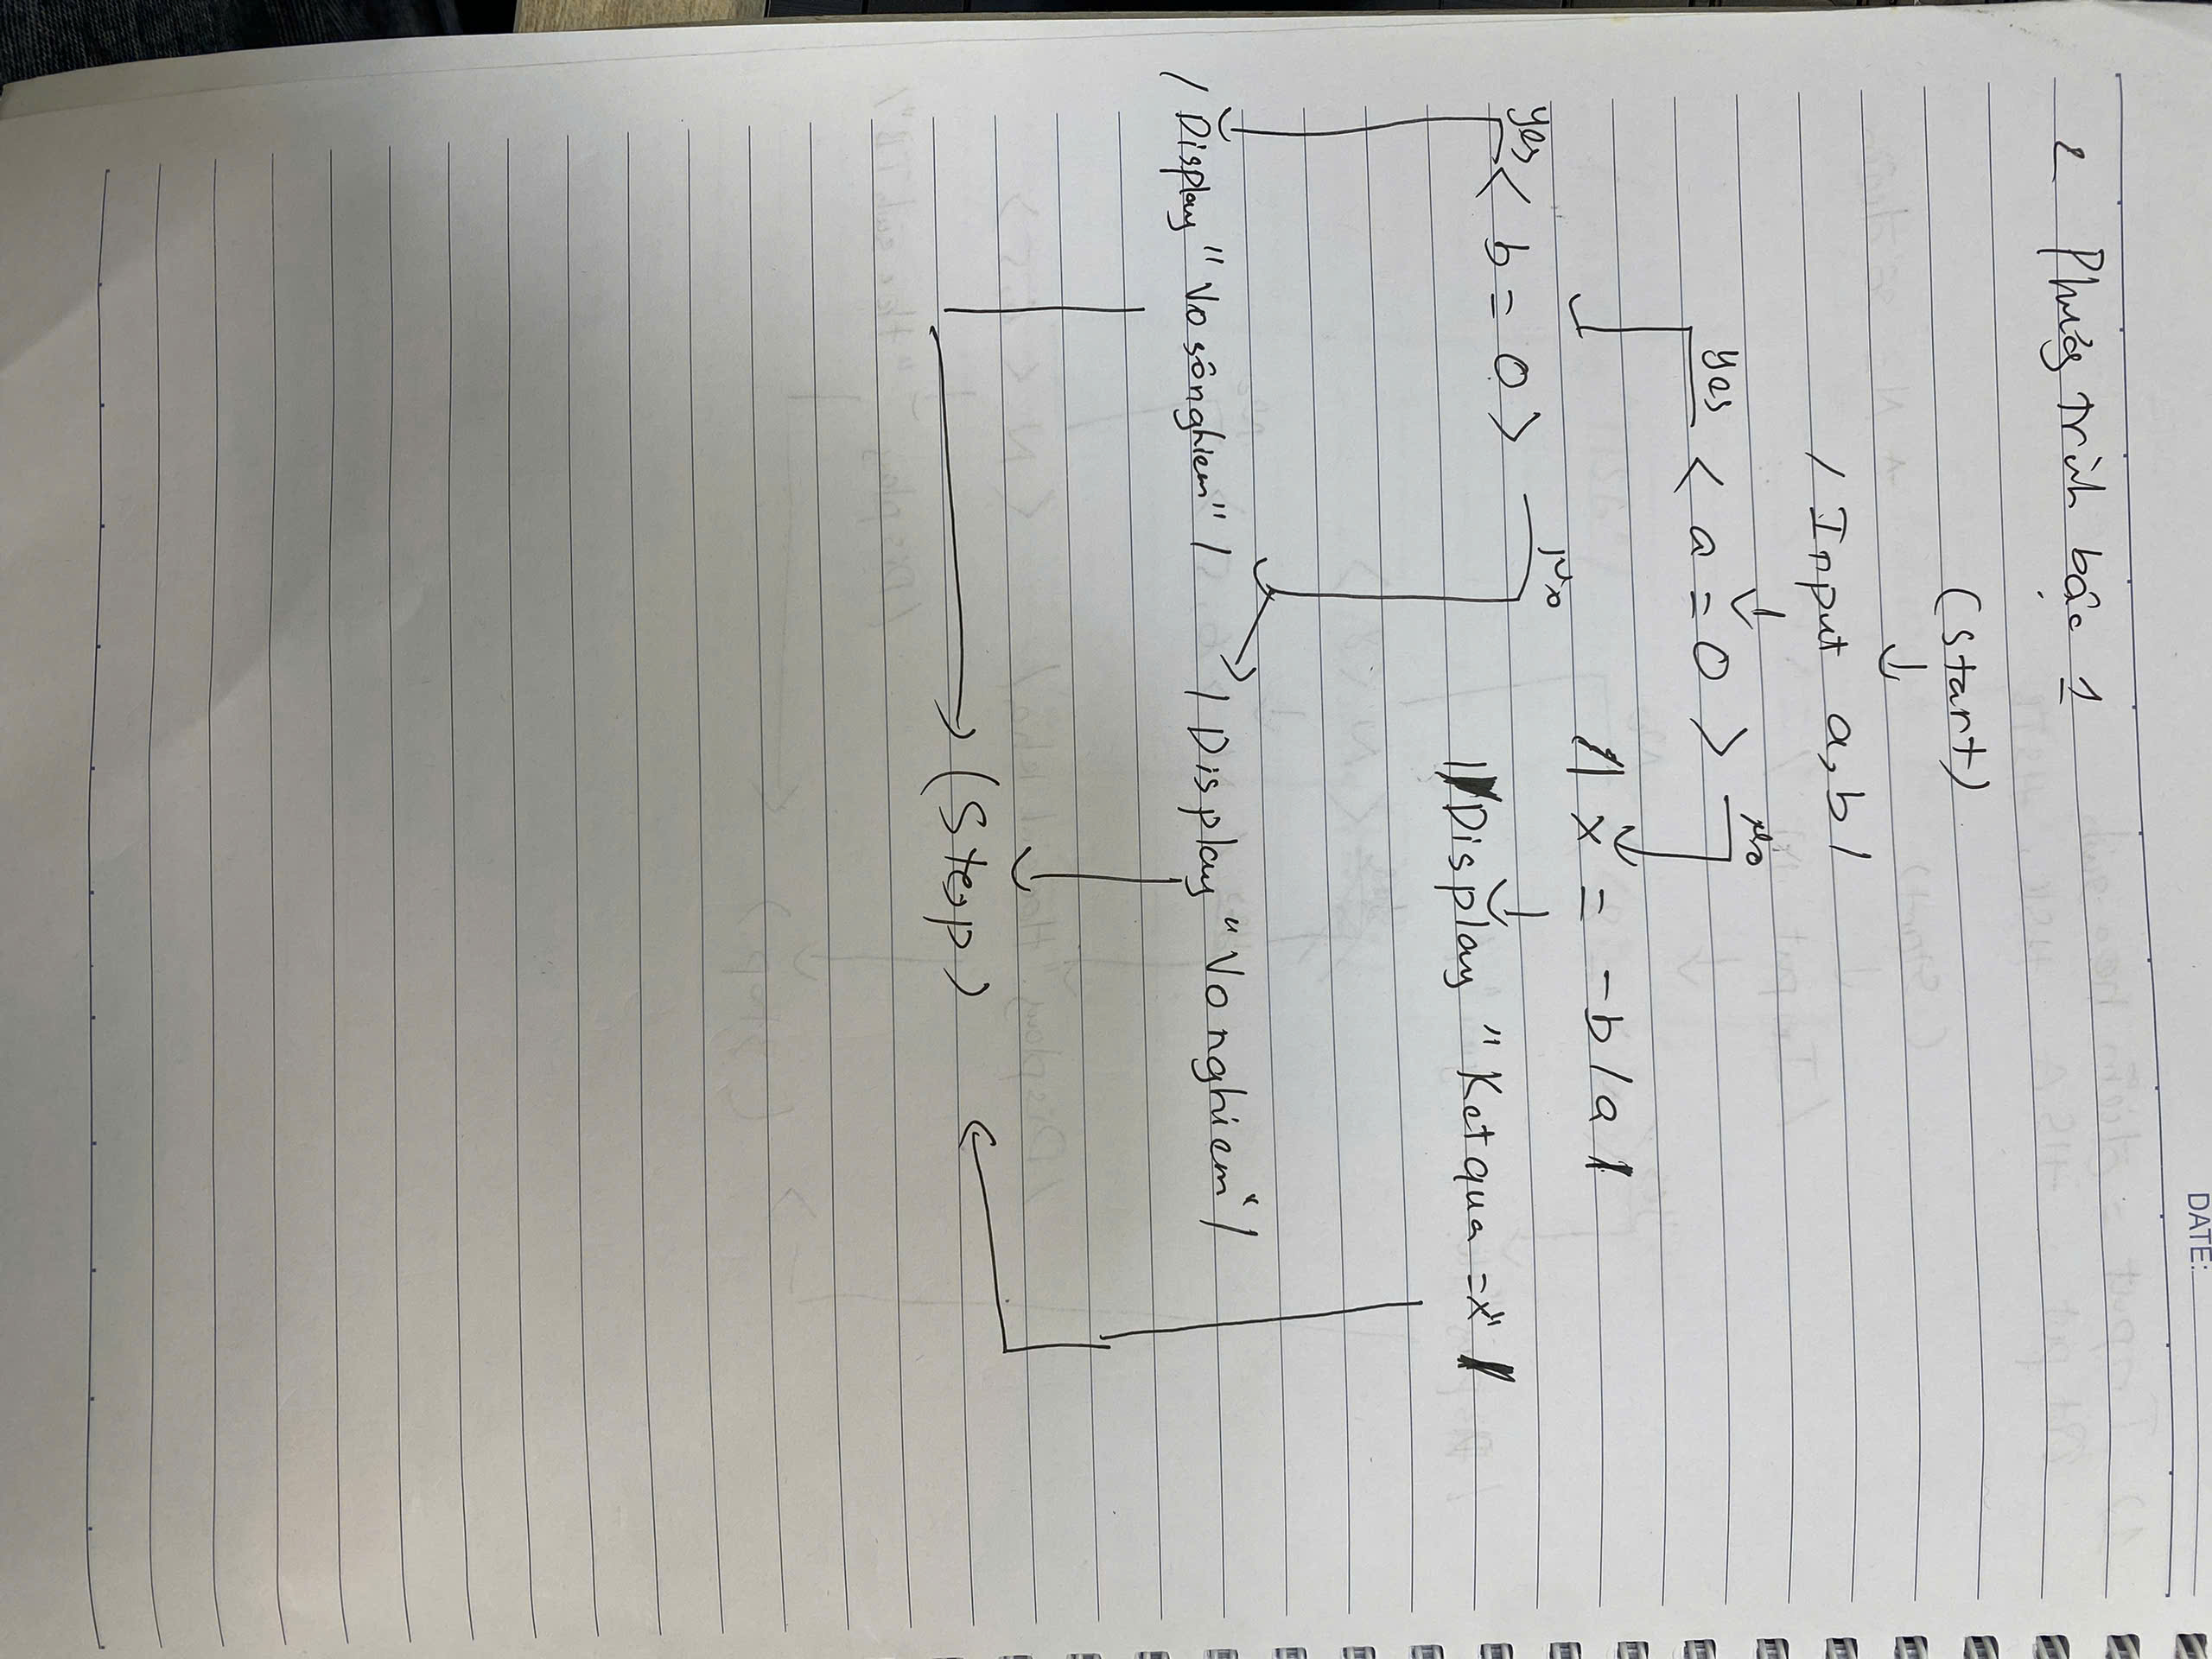 DATE:
2 Phương trình bậc 1
(Start)
/ Input a, b /
yes < a = 0 > no
/ x = -b / a /
yes < b = 0 > no
/ Display "Ket qua = x" /
/ Display "Vo số nghiem" /
/ Display "Vo nghiem" /
(Stop)